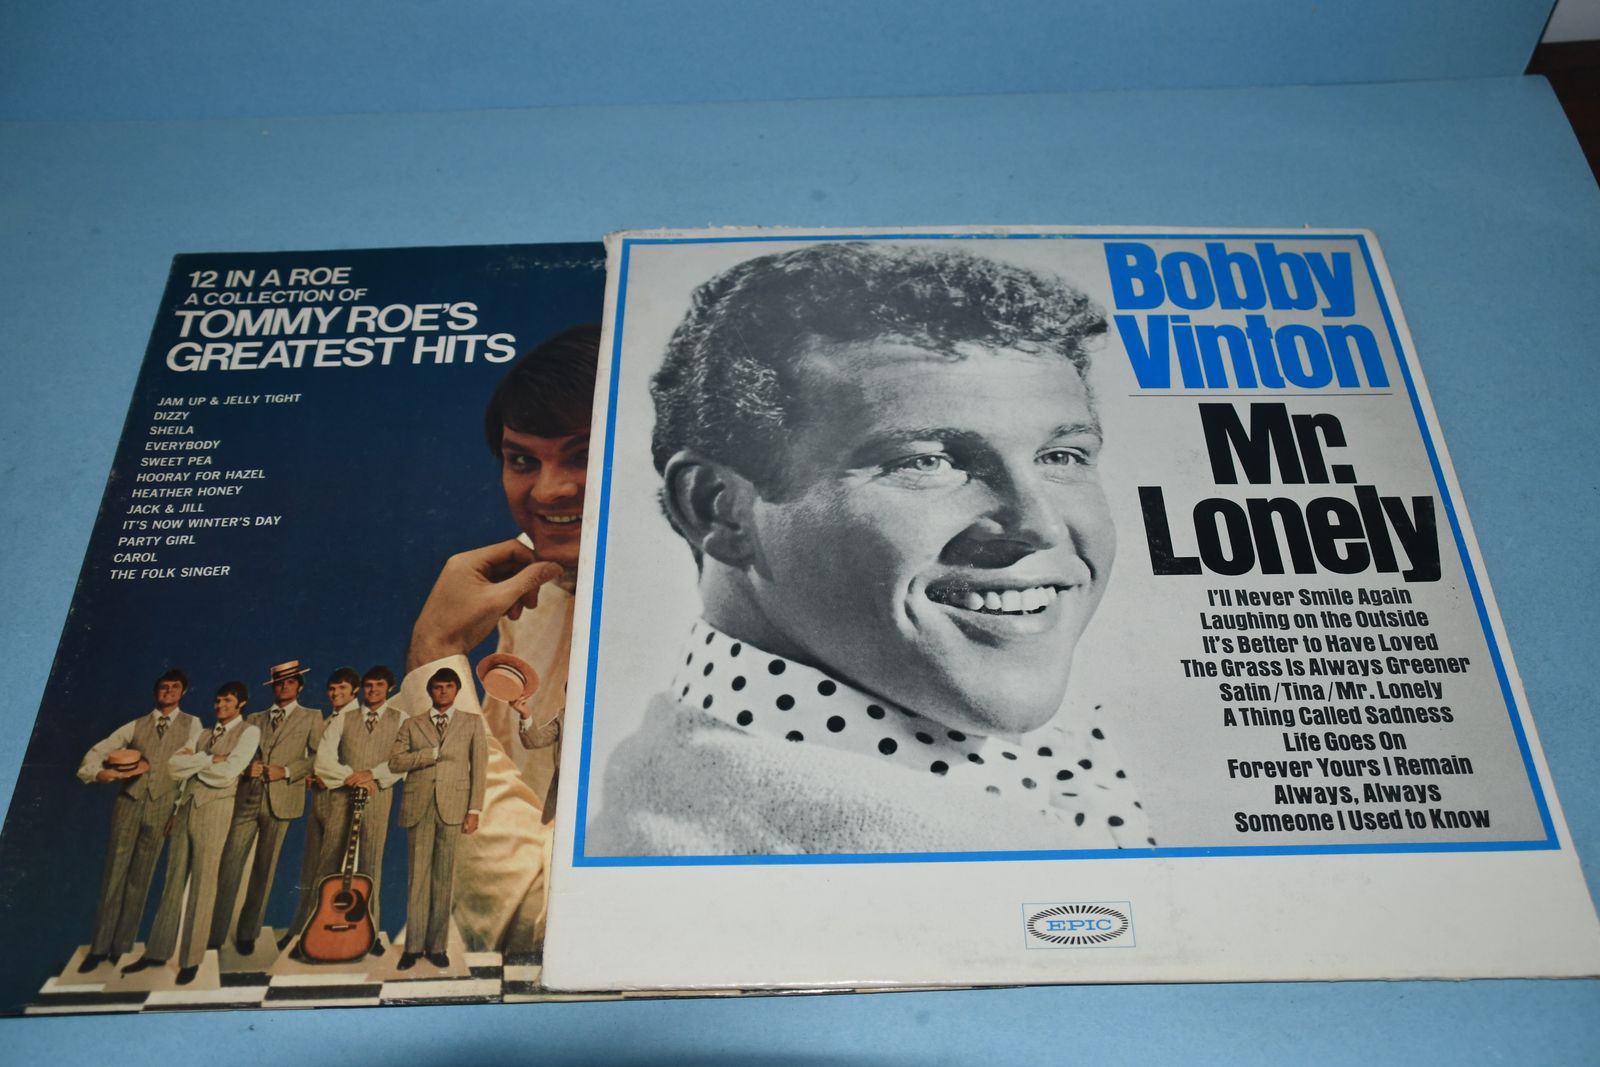 12 IN A ROE
A COLLECTION OF
TOMMY ROE'S
GREATEST HITS
JAM UP & JELLY TIGHT
DIZZY
SHEILA
EVERYBODY
SWEET PEA
HOORAY FOR HAZEL
HEATHER HONEY
JACK & JILL
IT'S NOW WINTER'S DAY
PARTY GIRL
CAROL
THE FOLK SINGER
Bobby
Vinton
Mr.
Lonely
I'll Never Smile Again
Laughing on the Outside
It's Better to Have Loved
The Grass Is Always Greener
Satin/Tina/Mr. Lonely
A Thing Called Sadness
Life Goes On
Forever Yours I Remain
Always, Always
Someone I Used to Know
EPIC